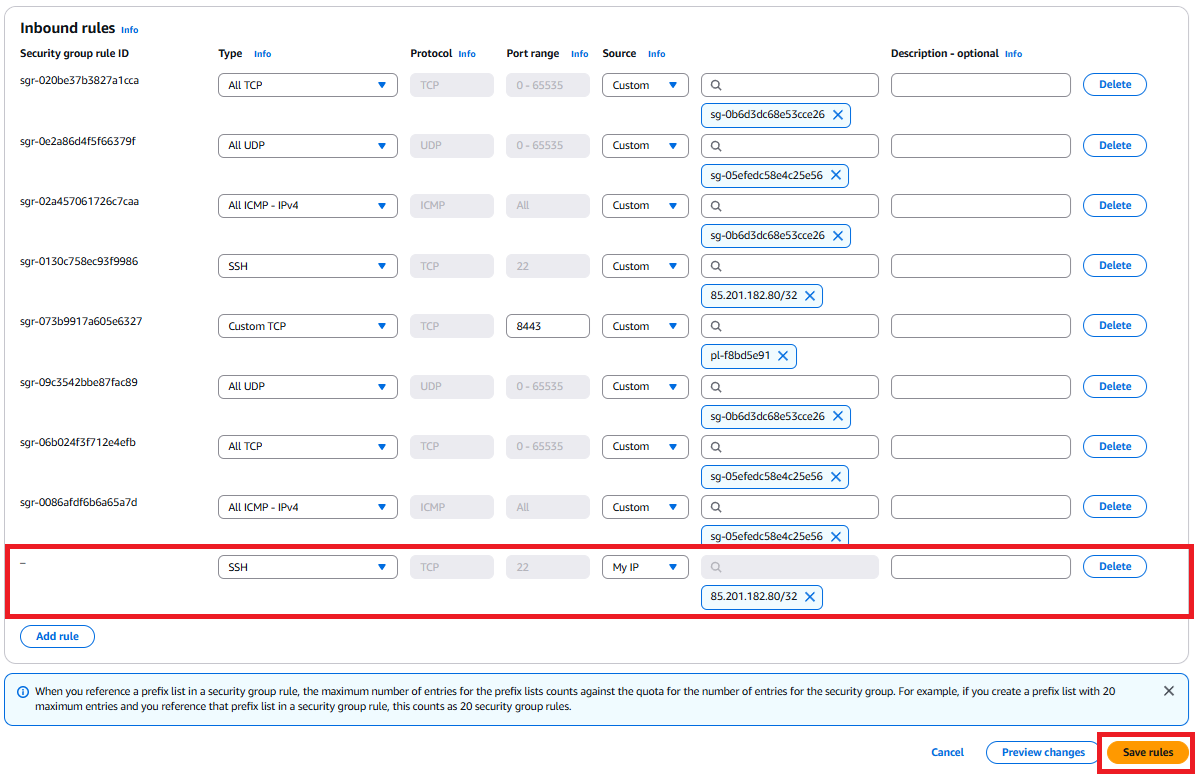 Inbound rules Info
Security group rule ID Type Info Protocol Info Port range Info Source Info Description - optional Info
sgr-020be37b3827a1cca All TCP TCP 0 - 65535 Custom Delete
sg-0b6d3dc68e53cce26
sgr-0e2a86d4f5f66379f All UDP UDP 0 - 65535 Custom Delete
sg-05efedc58e4c25e56
sgr-02a457061726c7caa All ICMP - IPv4 ICMP All Custom Delete
sg-0b6d3dc68e53cce26
sgr-0130c758ec93f9986 SSH TCP 22 Custom Delete
85.201.182.80/32
sgr-073b9917a605e6327 Custom TCP TCP 8443 Custom Delete
pl-f8bd5e91
sgr-09c3542bbe87fac89 All UDP UDP 0 - 65535 Custom Delete
sg-0b6d3dc68e53cce26
sgr-06b024f3f712e4efb All TCP TCP 0 - 65535 Custom Delete
sg-05efedc58e4c25e56
sgr-0086afdf6b6a65a7d All ICMP - IPv4 ICMP All Custom Delete
sg-05efedc58e4c25e56
– SSH TCP 22 My IP Delete
85.201.182.80/32
Add rule
When you reference a prefix list in a security group rule, the maximum number of entries for the prefix lists counts against the quota for the number of entries for the security group. For example, if you create a prefix list with 20
maximum entries and you reference that prefix list in a security group rule, this counts as 20 security group rules.
Cancel Preview changes Save rules